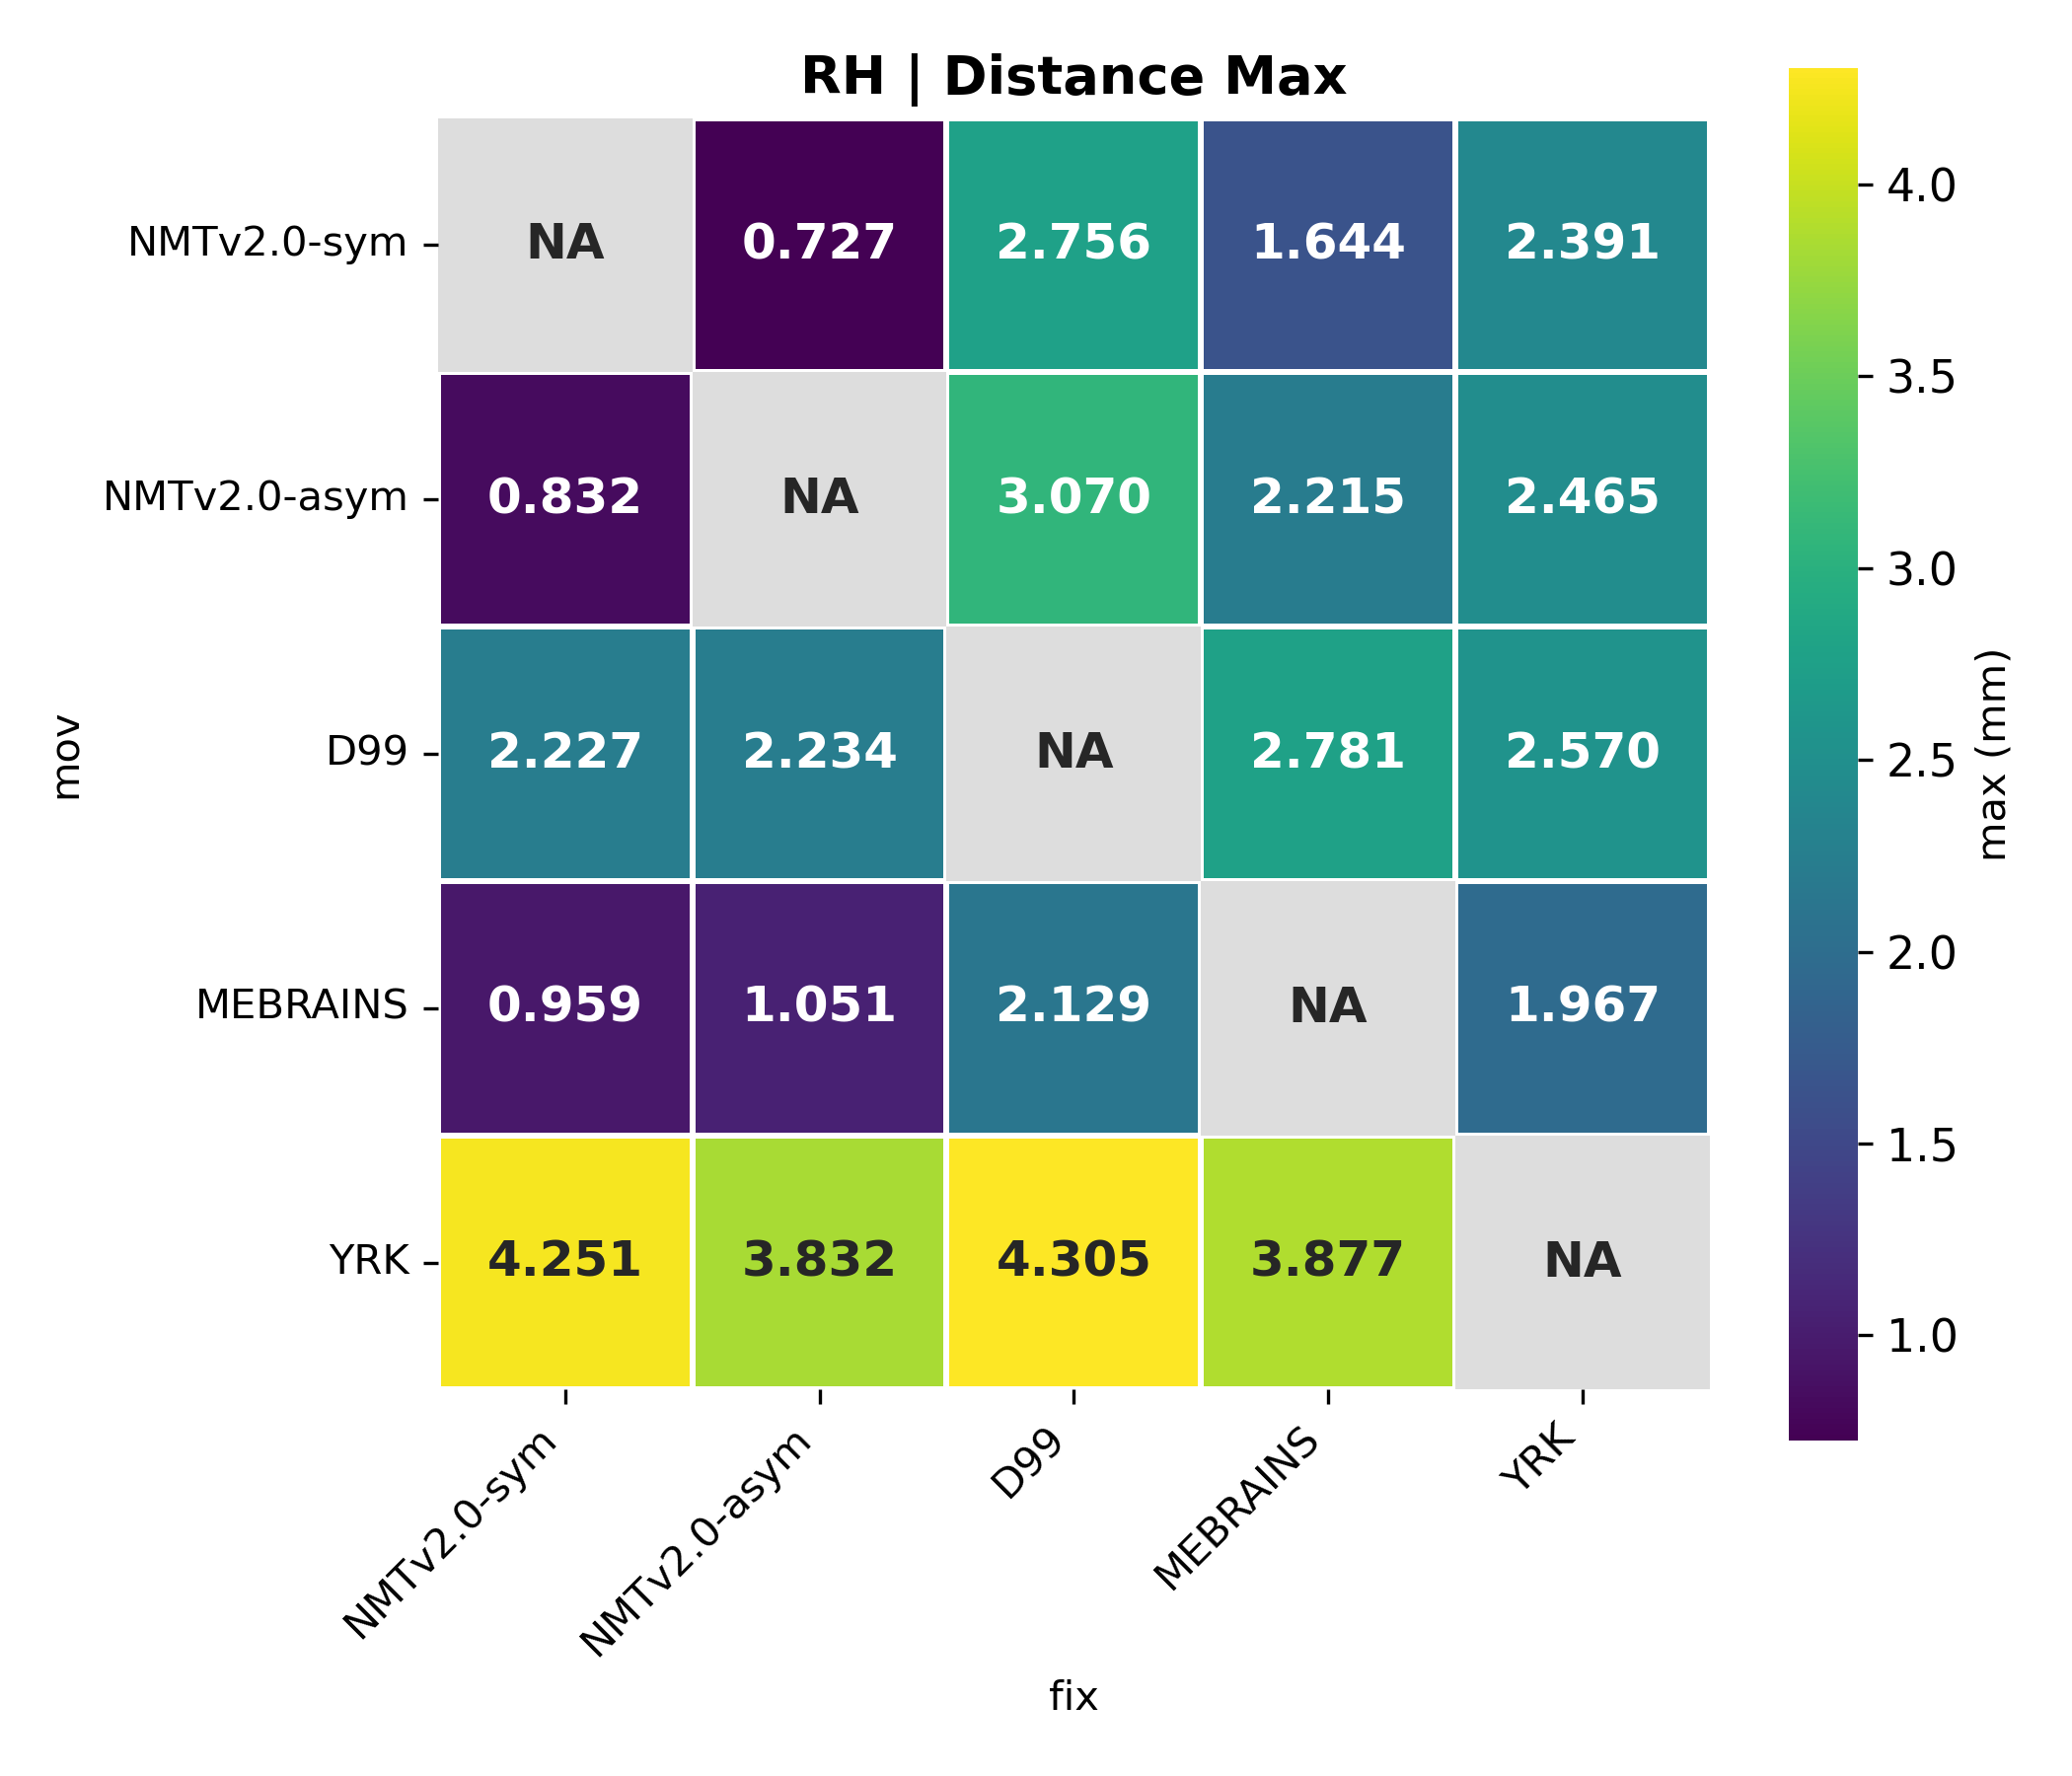 RH | Distance Max
mov
NMTv2.0-sym NA 0.727 2.756 1.644 2.391
NMTv2.0-asym 0.832 NA 3.070 2.215 2.465
D99 2.227 2.234 NA 2.781 2.570
MEBRAINS 0.959 1.051 2.129 NA 1.967
YRK 4.251 3.832 4.305 3.877 NA
NMTv2.0-sym NMTv2.0-asym D99 MEBRAINS YRK
fix
4.0
3.5
3.0
2.5
2.0
1.5
1.0
max (mm)